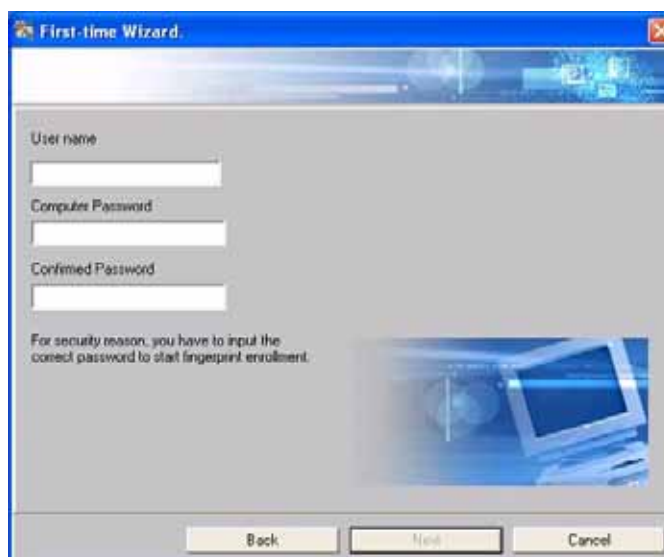 First-time Wizard.
User name
Computer Password
Confirmed Password
For security reason, you have to input the
correct password to start fingerprint enrollment.
Back
Next
Cancel